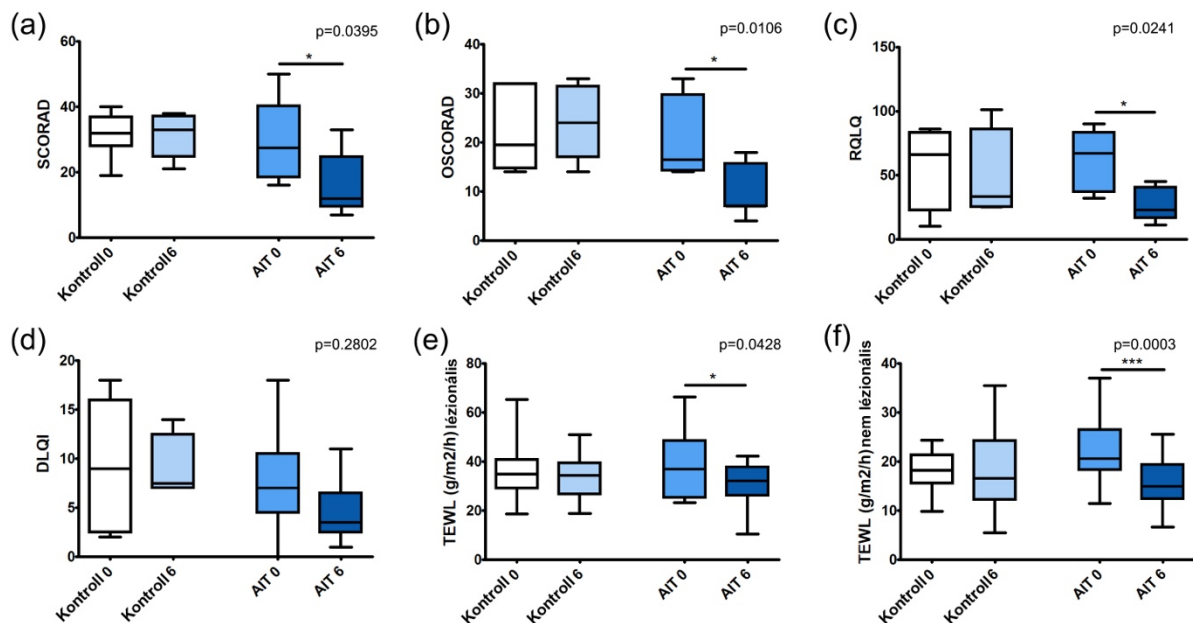 (a)
p=0.0395
*
SCORAD
60
40
20
0
Kontroll 0
Kontroll 6
AIT 0
AIT 6
(b)
p=0.0106
*
OSCORAD
40
30
20
10
0
Kontroll 0
Kontroll 6
AIT 0
AIT 6
(c)
p=0.0241
*
RQLQ
150
100
50
0
Kontroll 0
Kontroll 6
AIT 0
AIT 6
(d)
p=0.2802
DLQI
20
15
10
5
0
Kontroll 0
Kontroll 6
AIT 0
AIT 6
(e)
p=0.0428
*
TEWL (g/m2/h) lézionális
80
60
40
20
0
Kontroll 0
Kontroll 6
AIT 0
AIT 6
(f)
p=0.0003
***
TEWL (g/m2/h) nem lézionális
40
30
20
10
0
Kontroll 0
Kontroll 6
AIT 0
AIT 6